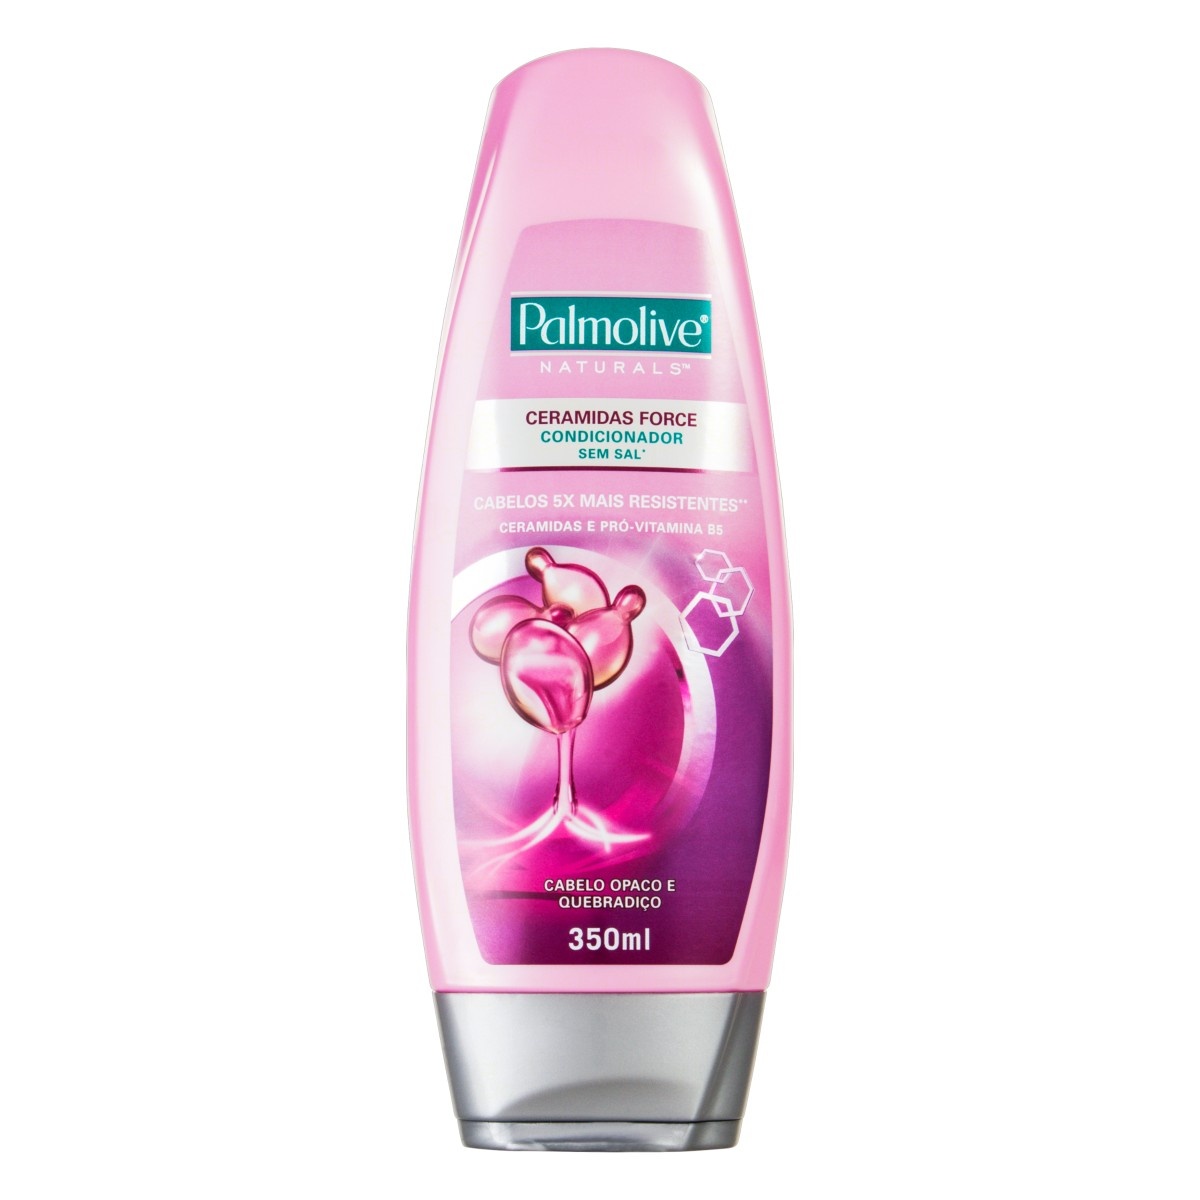 Palmolive®
NATURALS™
CERAMIDAS FORCE
CONDICIONADOR
SEM SAL*
CABELOS 5X MAIS RESISTENTES**
CERAMIDAS E PRÓ-VITAMINA B5
CABELO OPACO E
QUEBRADIÇO
350ml